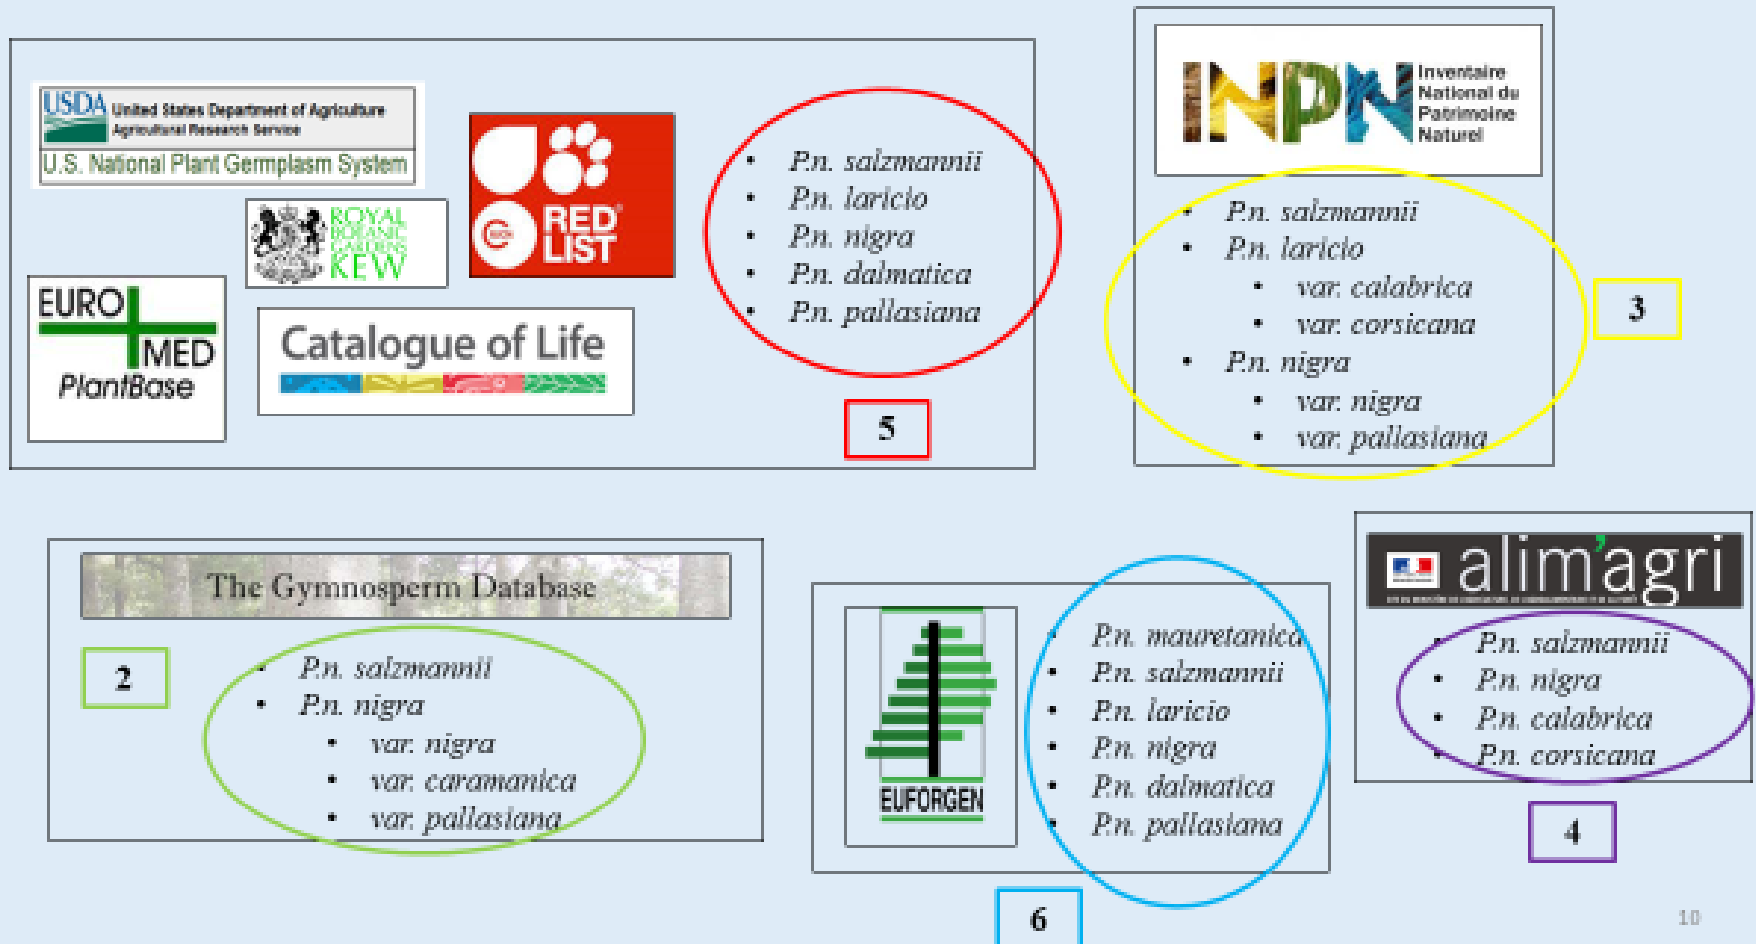 USDA United States Department of Agriculture
Agricultural Research Service
U.S. National Plant Germplasm System
ROYAL
BOTANIC
GARDENS
KEW
RED
LIST
EURO
MED
PlantBase
Catalogue of Life
• P.n. salzmannii
• P.n. laricio
• P.n. nigra
• P.n. dalmatica
• P.n. pallasiana
5
INPN Inventaire
National du
Patrimoine
Naturel
• P.n. salzmannii
• P.n. laricio
• var. calabrica
• var. corsicana
• P.n. nigra
• var. nigra
• var. pallasiana
3
The Gymnosperm Database
2
• P.n. salzmannii
• P.n. nigra
• var. nigra
• var. caramanica
• var. pallasiana
EUFORGEN
• P.n. mauretanica
• P.n. salzmannii
• P.n. laricio
• P.n. nigra
• P.n. dalmatica
• P.n. pallasiana
6
alim'agri
• P.n. salzmannii
• P.n. nigra
• P.n. calabrica
• P.n. corsicana
4
10